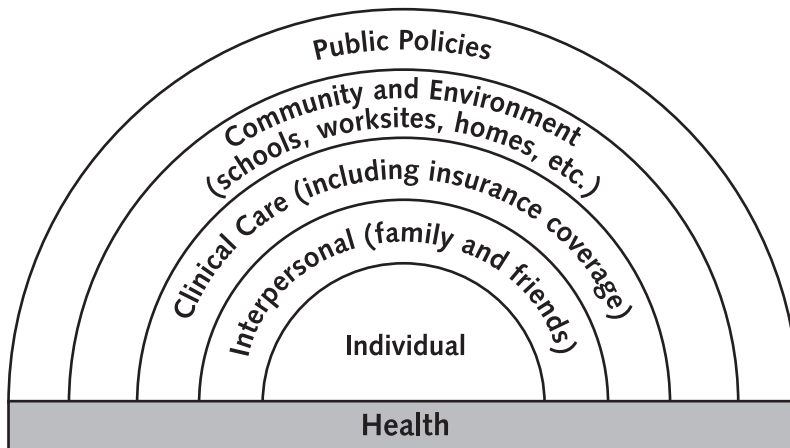 Public Policies
Community and Environment
(schools, worksites, homes, etc.)
Clinical Care (including insurance coverage)
Interpersonal (family and friends)
Individual
Health